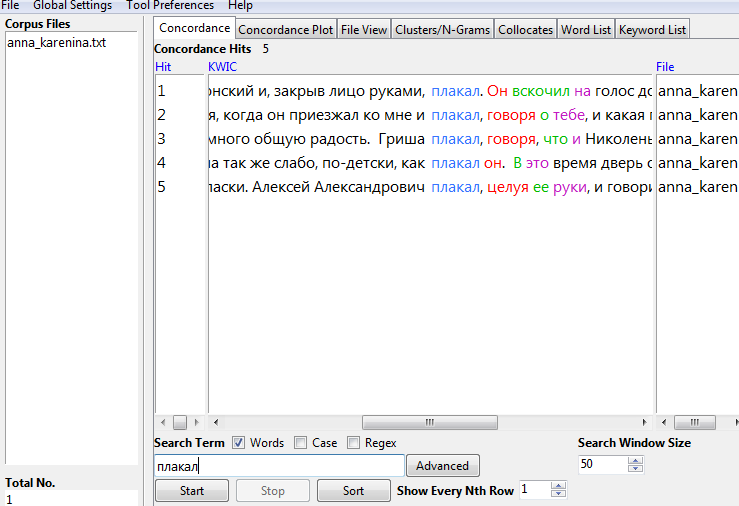 File Global Settings Tool Preferences Help
Corpus Files
anna_karenina.txt
Total No.
1
Concordance Concordance Plot File View Clusters/N-Grams Collocates Word List Keyword List
Concordance Hits 5
Hit KWIC File
1 онский и, закрыв лицо руками, плакал. Он вскочил на голос до anna_karen
2 я, когда он приезжал ко мне и плакал, говоря о тебе, и какая п anna_karen
3 много общую радость. Гриша плакал, говоря, что и Николень anna_karen
4 на так же слабо, по-детски, как плакал он. В это время дверь о anna_karen
5 ласки. Алексей Александрович плакал, целуя ее руки, и говори anna_karen
Search Term Words Case Regex Search Window Size
плакал Advanced 50
Start Stop Sort Show Every Nth Row 1